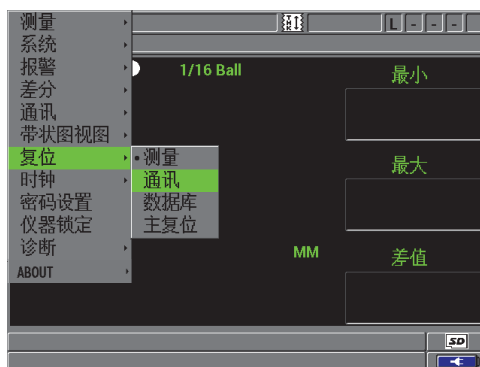 测量
系统
报警
差分
通讯
带状图视图
复位
时钟
密码设置
仪器锁定
诊断
ABOUT
测量
通讯
数据库
主复位
THK
L - - -
1/16 Ball
最小
最大
MM
差值
SD